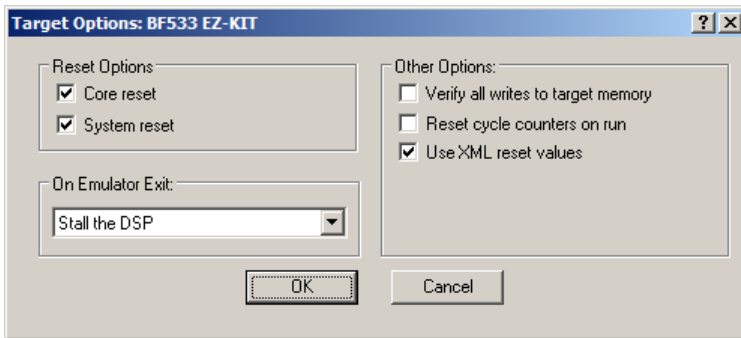 Target Options: BF533 EZ-KIT
Reset Options
Core reset
System reset
On Emulator Exit:
Stall the DSP
Other Options:
Verify all writes to target memory
Reset cycle counters on run
Use XML reset values
OK
Cancel